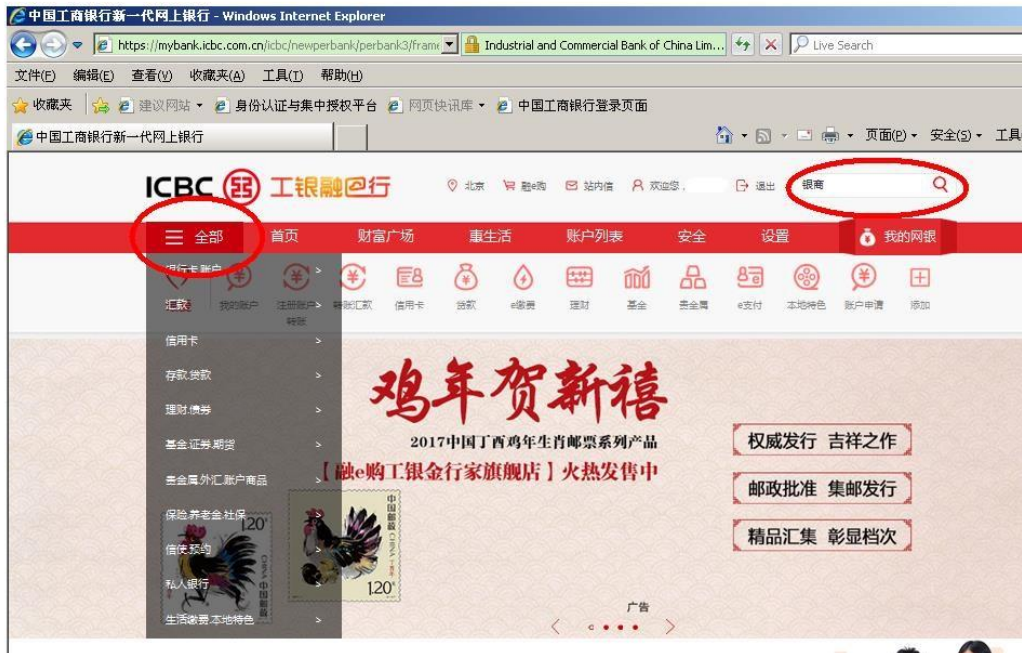 中国工商银行新一代网上银行 - Windows Internet Explorer
https://mybank.icbc.com.cn/icbc/newperbank/perbank3/frame Industrial and Commercial Bank of China Lim... Live Search
文件(F) 编辑(E) 查看(V) 收藏夹(A) 工具(T) 帮助(H)
收藏夹 建议网站 身份认证与集中授权平台 网页快讯库 中国工商银行登录页面
中国工商银行新一代网上银行 页面(P) 安全(S) 工具
ICBC 工银融e行 北京 融e购 站内信 欢迎您, 退出 银商
全部 首页 财富广场 惠生活 账户列表 安全 设置 我的网银
银行卡.账户 >
我的账户 注册账户转账 转账汇款 信用卡 贷款 e缴费 理财 基金 贵金属 e支付 本地特色 账户申请 添加
汇款 >
信用卡 >
存款.贷款 >
理财.债券 >
基金.证券.期货 >
贵金属.外汇.账户商品 >
保险.养老金.社保 >
信使.预约 >
私人银行 >
生活缴费.本地特色 >
鸡年贺新禧
2017中国丁酉鸡年生肖邮票系列产品
【融e购工银金行家旗舰店】火热发售中
权威发行 吉祥之作
邮政批准 集邮发行
精品汇集 彰显档次
1.20
中国邮政
CHINA
1.20
中国邮政
CHINA
广告